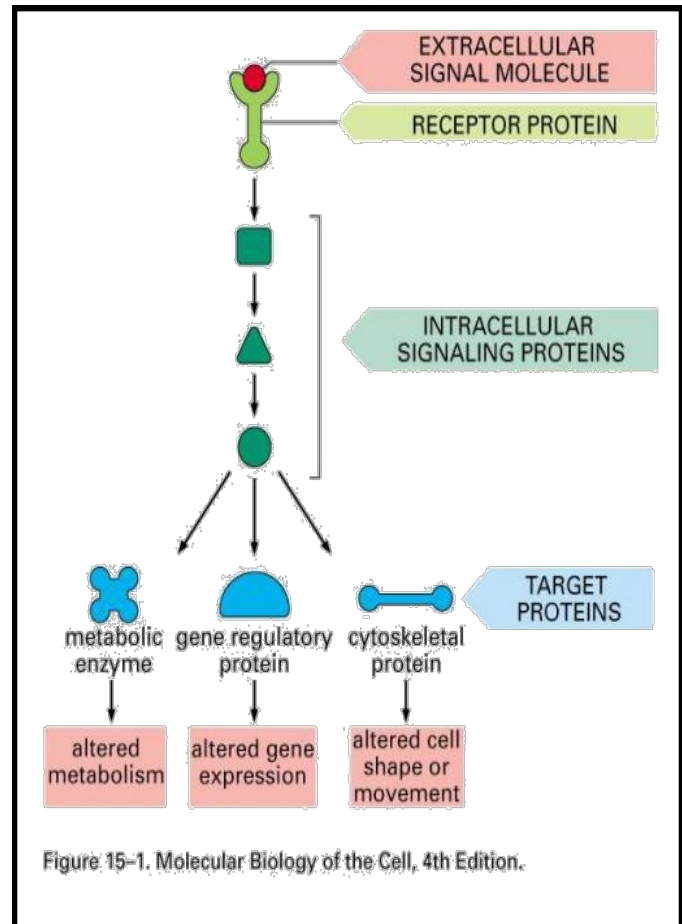 EXTRACELLULAR
SIGNAL MOLECULE
RECEPTOR PROTEIN
INTRACELLULAR
SIGNALING PROTEINS
TARGET
PROTEINS
metabolic
enzyme
gene regulatory
protein
cytoskeletal
protein
altered
metabolism
altered gene
expression
altered cell
shape or
movement
Figure 15–1. Molecular Biology of the Cell, 4th Edition.